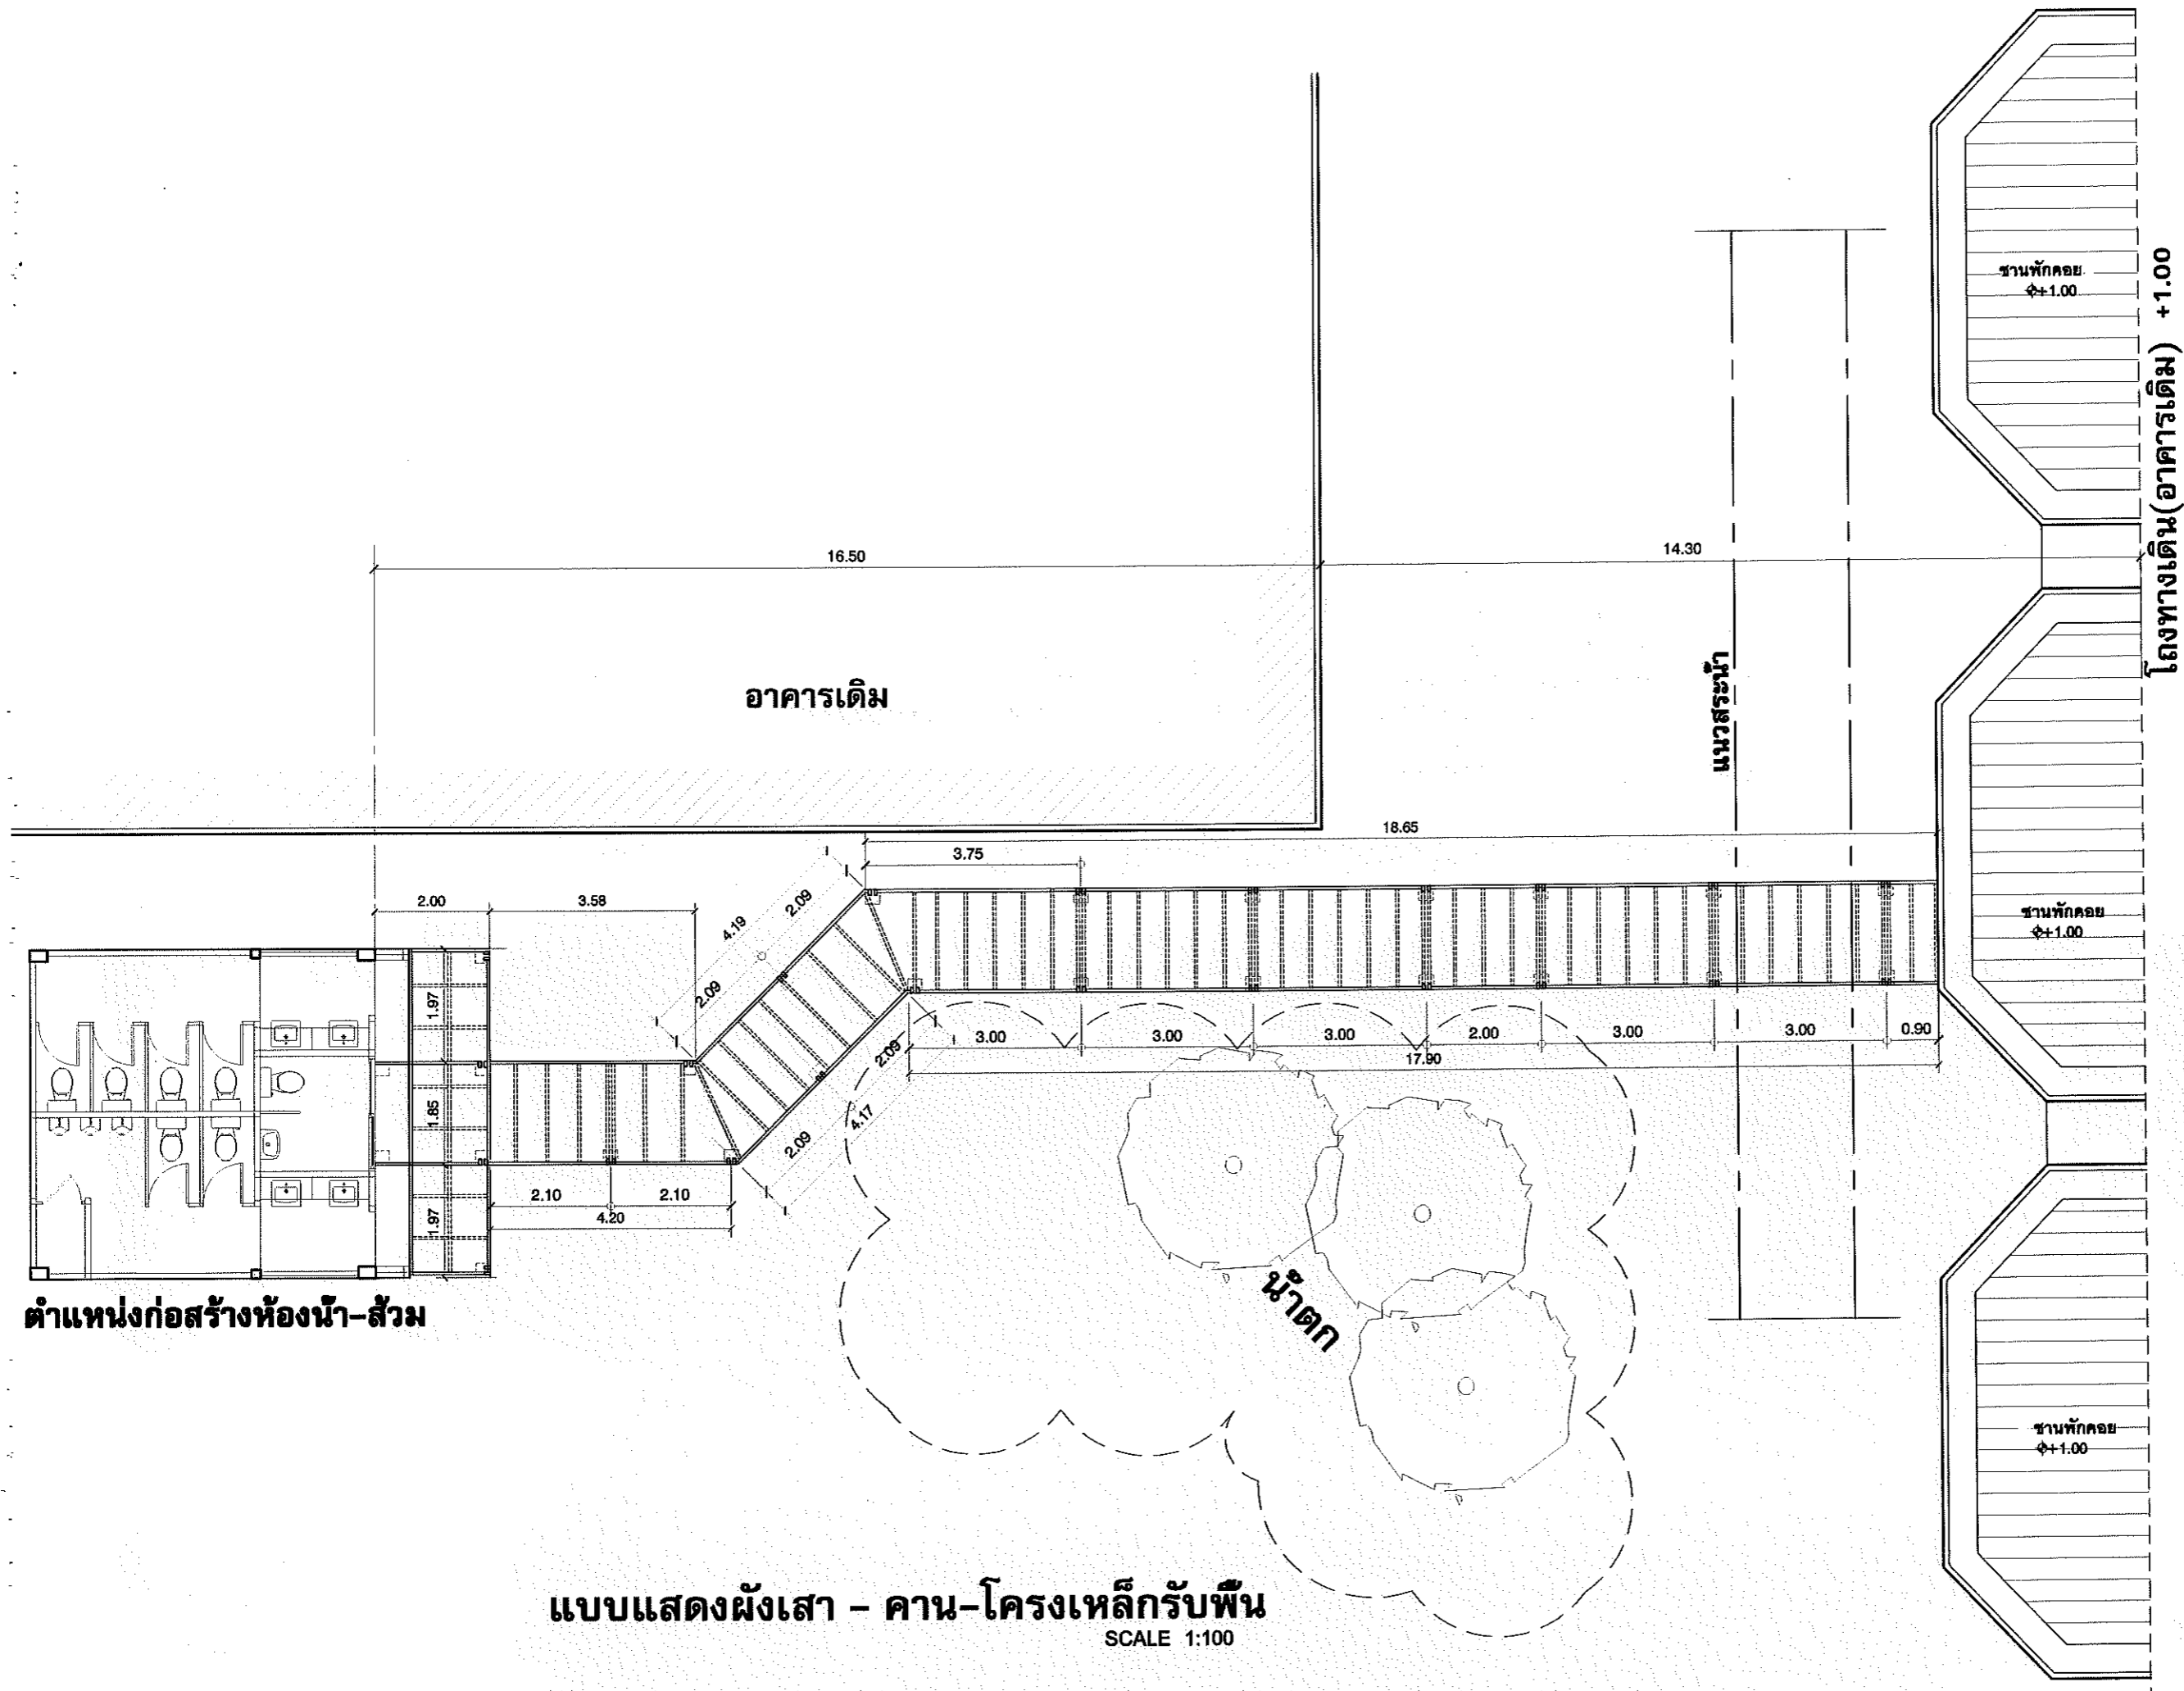 ชานพักคอย
+1.00
โถงทางเดิน(อาคารเดิม) +1.00
16.50
14.30
อาคารเดิม
แนวสระน้ำ
18.65
3.75
2.00
3.58
4.19
2.09
2.09
ชานพักคอย
+1.00
1.97
1.85
1.97
3.00
3.00
3.00
2.00
3.00
3.00
0.90
17.90
2.09
4.17
2.09
2.10
2.10
4.20
น้ำตก
ตำแหน่งก่อสร้างห้องน้ำ-ส้วม
ชานพักคอย
+1.00
แบบแสดงผังเสา - คาน-โครงเหล็กรับพื้น
SCALE 1:100